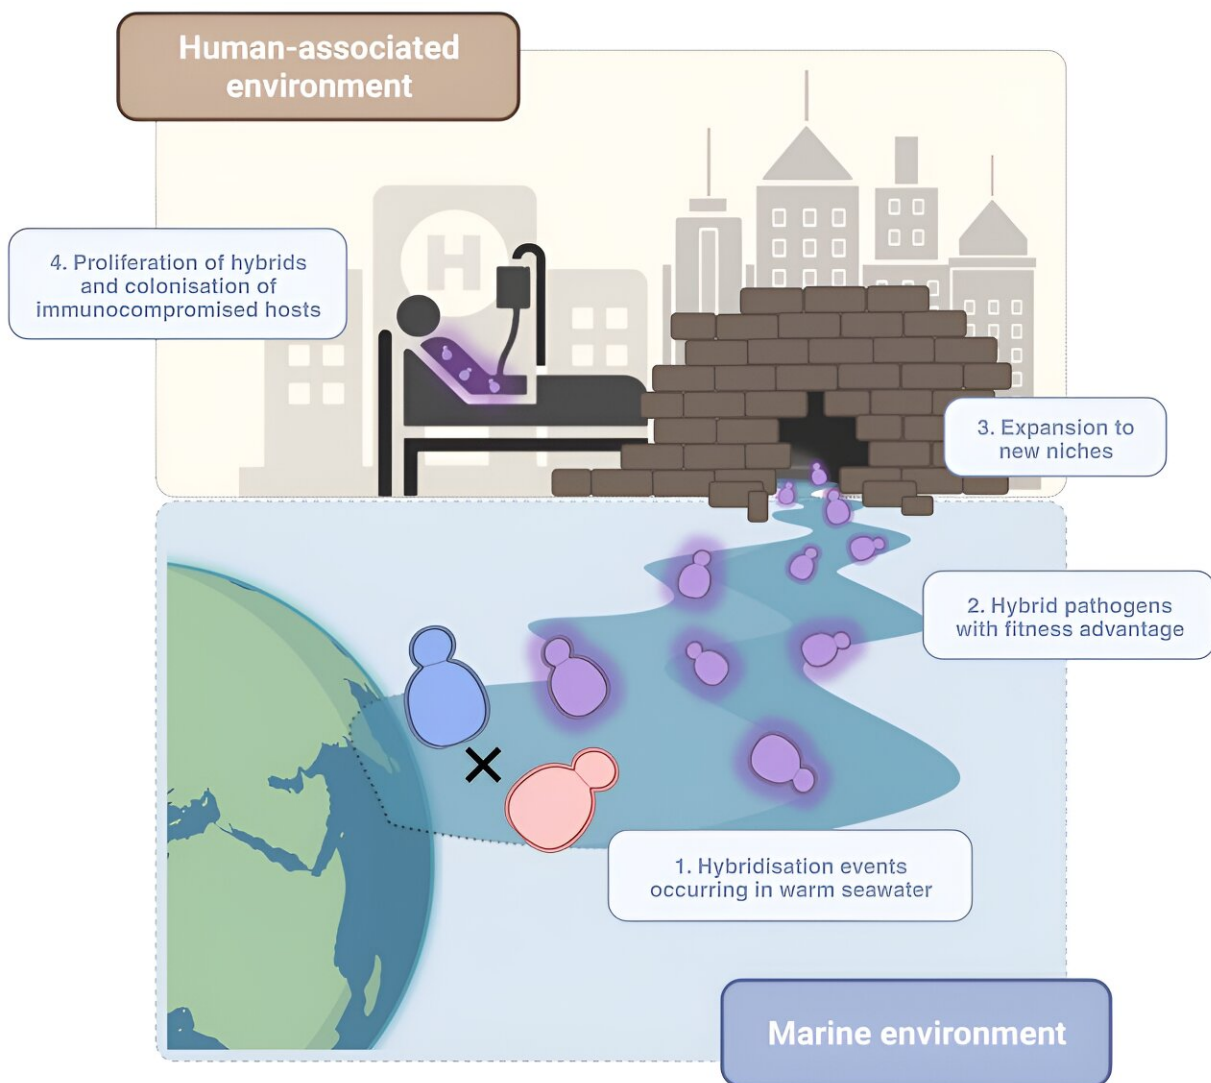 Human-associated
environment
H
4. Proliferation of hybrids
and colonisation of
immunocompromised hosts
3. Expansion to
new niches
2. Hybrid pathogens
with fitness advantage
1. Hybridisation events
occurring in warm seawater
Marine environment